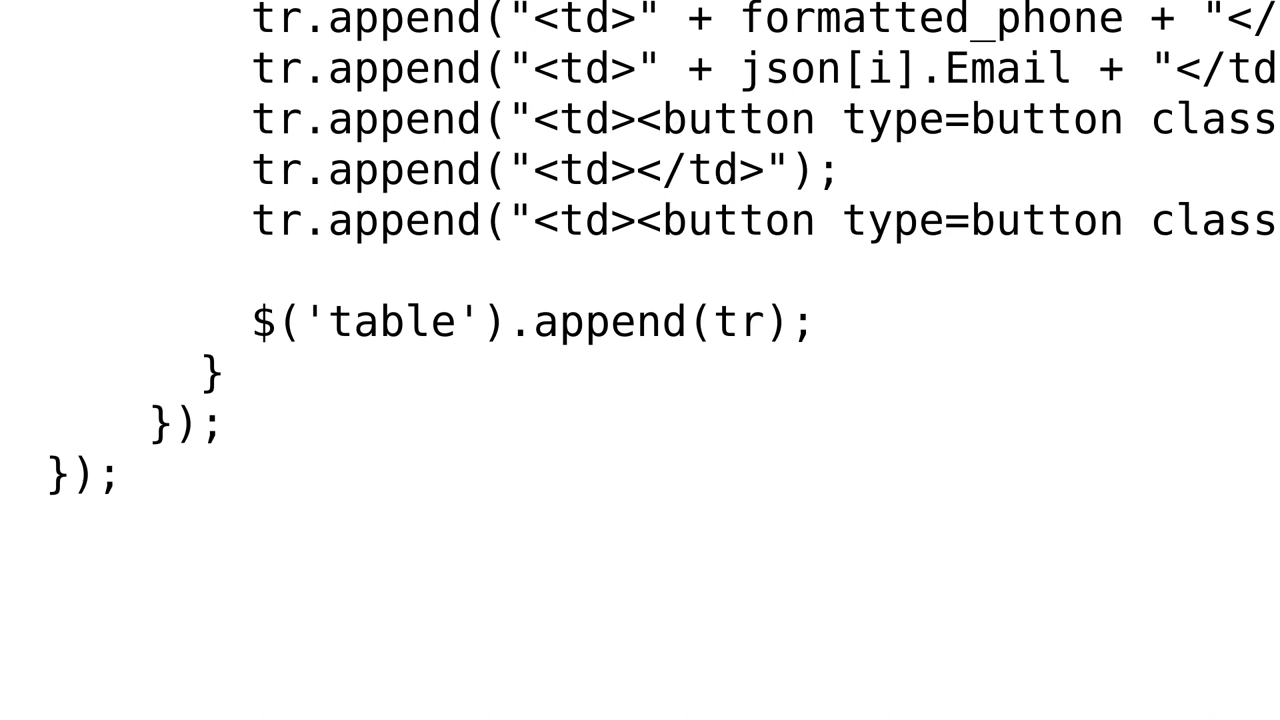 tr.append("<td>" + formatted_phone + "</
tr.append("<td>" + json[i].Email + "</td
tr.append("<td><button type=button class
tr.append("<td></td>");
tr.append("<td><button type=button class
$('table').append(tr);
}
});
});